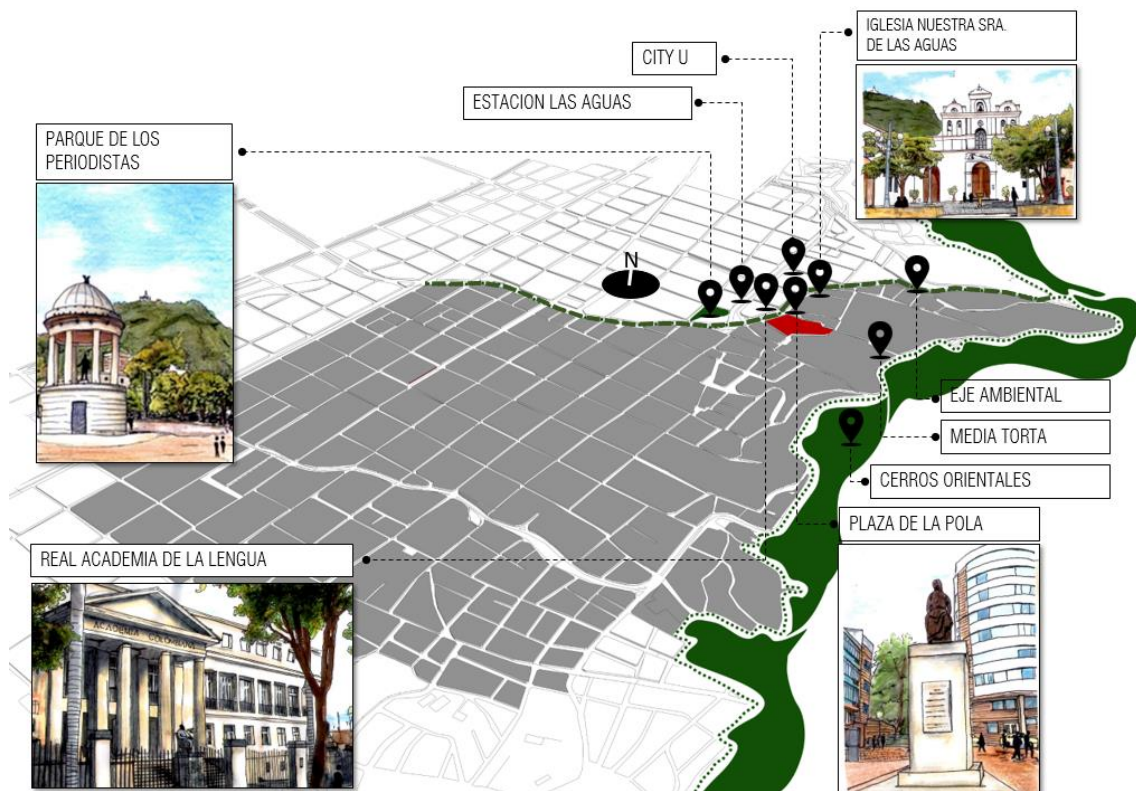 IGLESIA NUESTRA SRA.
DE LAS AGUAS
CITY U
ESTACION LAS AGUAS
PARQUE DE LOS
PERIODISTAS
N
EJE AMBIENTAL
MEDIA TORTA
CERROS ORIENTALES
PLAZA DE LA POLA
REAL ACADEMIA DE LA LENGUA
ACADEMIA COLOMBIANA